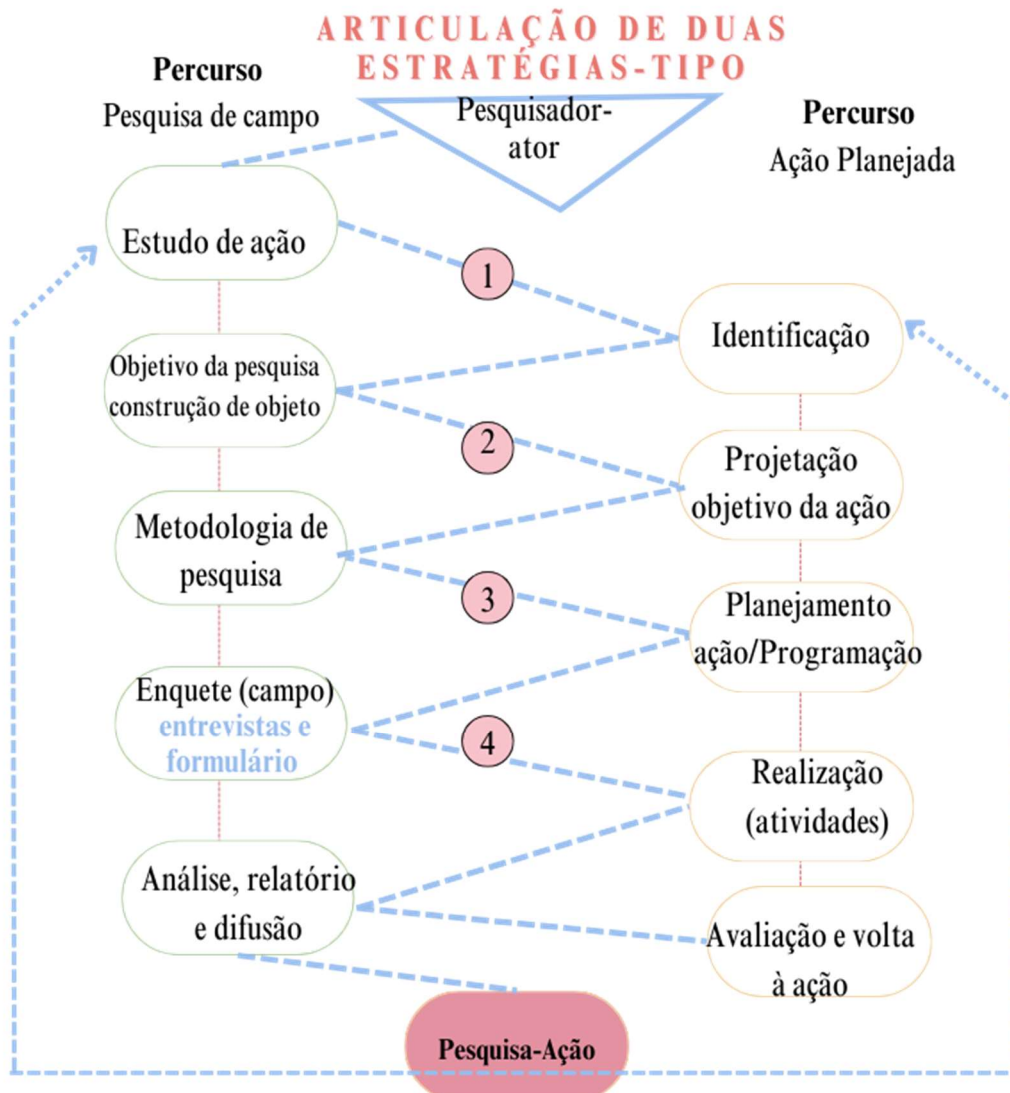 ARTICULAÇÃO DE DUAS
ESTRATÉGIAS-TIPO
Percurso
Pesquisa de campo
Pesquisador-
ator
Percurso
Ação Planejada
Estudo de ação
1
Identificação
Objetivo da pesquisa
construção de objeto
2
Projetação
objetivo da ação
Metodologia de
pesquisa
3
Planejamento
ação/Programação
Enquete (campo)
entrevistas e
formulário
4
Realização
(atividades)
Análise, relatório
e difusão
Avaliação e volta
à ação
Pesquisa-Ação